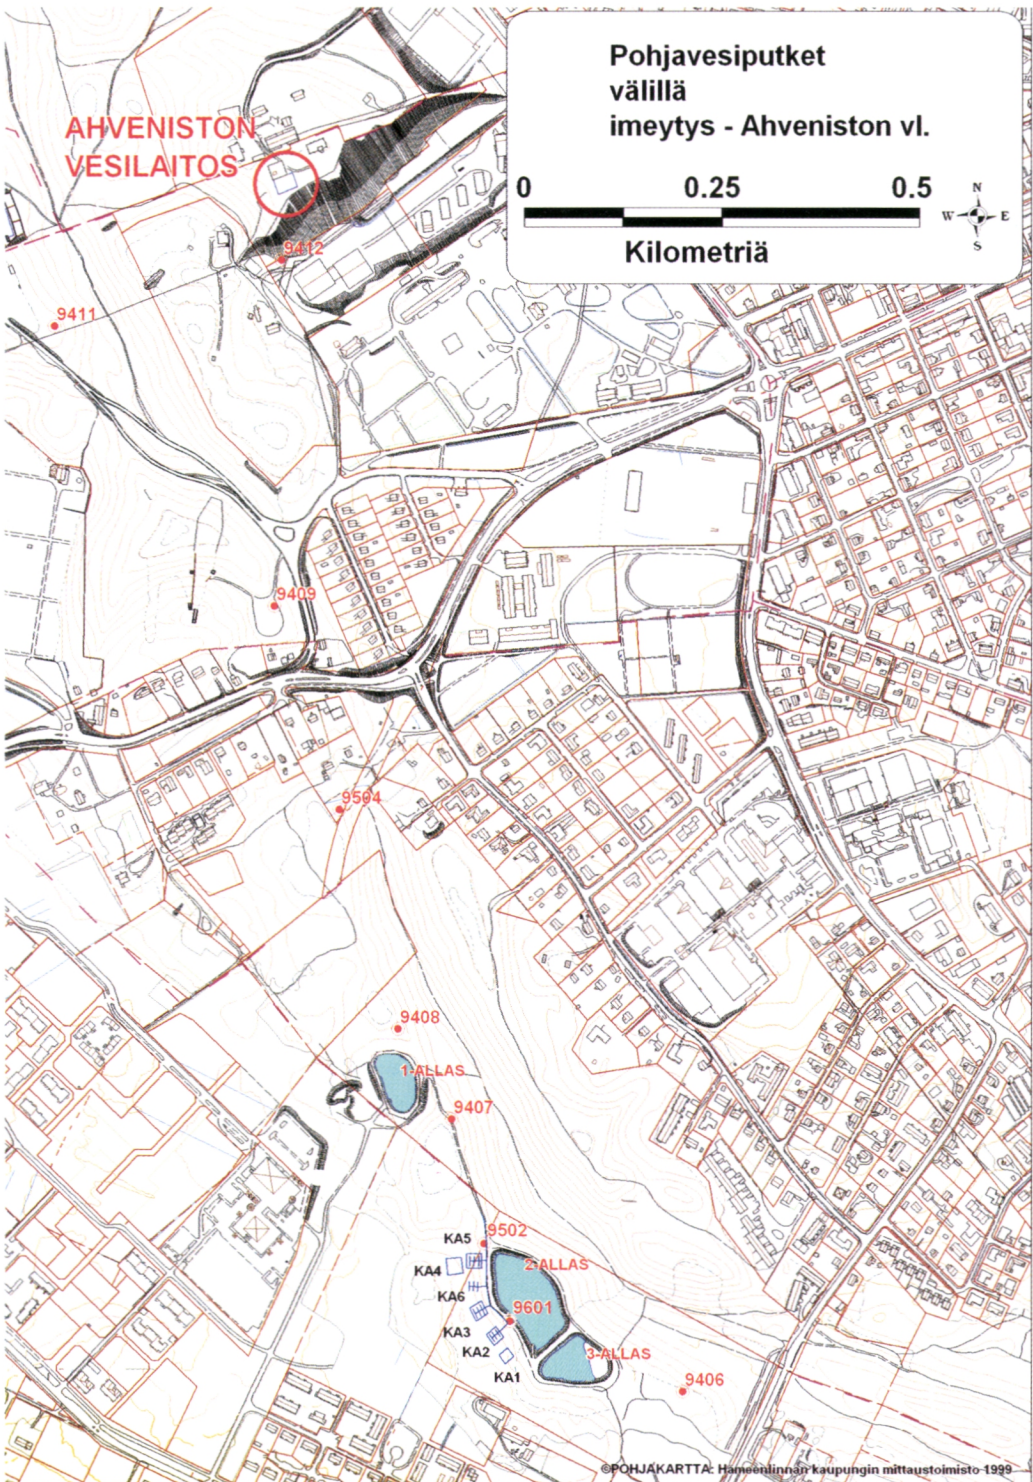 Pohjavesiputket
välillä
imeytys - Ahveniston vl.
0 0.25 0.5
Kilometriä
N
W E
S
AHVENISTON
VESILAITOS
9412
9411
9409
9504
9408
1-ALLAS
9407
9502
KA5
KA4
2-ALLAS
KA6
9601
KA3
KA2
3-ALLAS
KA1
9406
©POHJAKARTTA: Hämeenlinnan kaupungin mittaustoimisto 1999